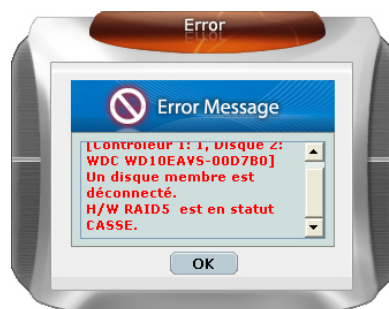 Error
Error Message
[Controleur 1: 1, Disque 2:
WDC WD10EAVS-00D7B0]
Un disque membre est
déconnecté.
H/W RAID5 est en statut
CASSE.
OK